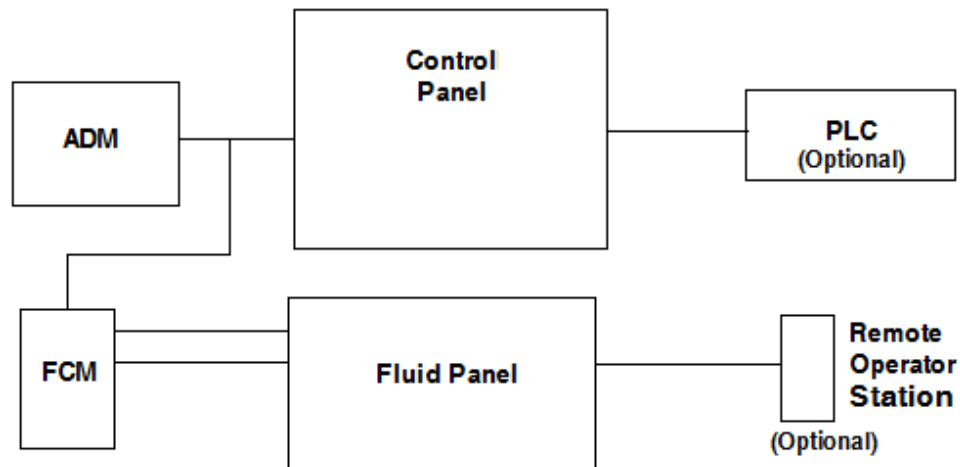 Control
Panel
ADM
PLC
(Optional)
FCM
Fluid Panel
Remote
Operator
Station
(Optional)